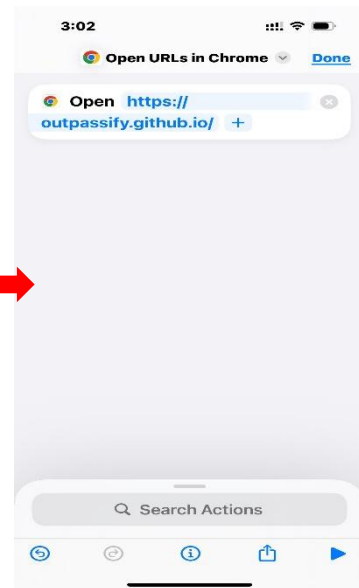 3:02
Open URLs in Chrome Done
Open https://
outpassify.github.io/ +
Search Actions